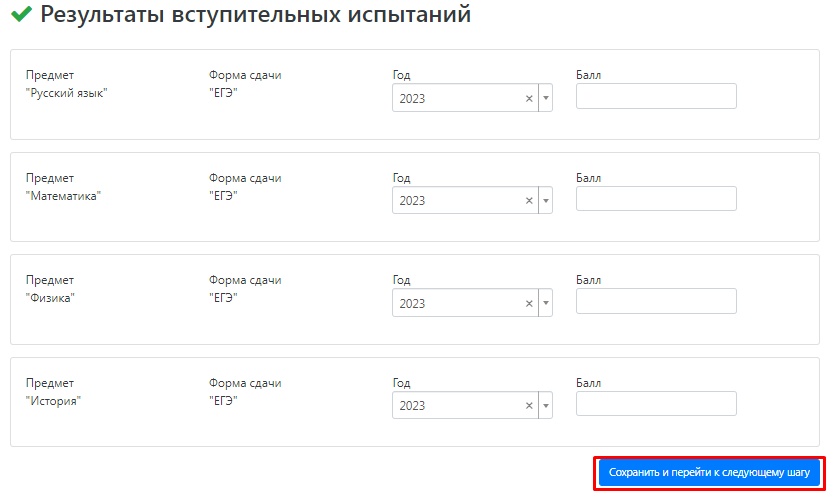 Результаты вступительных испытаний
Предмет Форма сдачи Год Балл
"Русский язык" "ЕГЭ" 2023
Предмет Форма сдачи Год Балл
"Математика" "ЕГЭ" 2023
Предмет Форма сдачи Год Балл
"Физика" "ЕГЭ" 2023
Предмет Форма сдачи Год Балл
"История" "ЕГЭ" 2023
Сохранить и перейти к следующему шагу